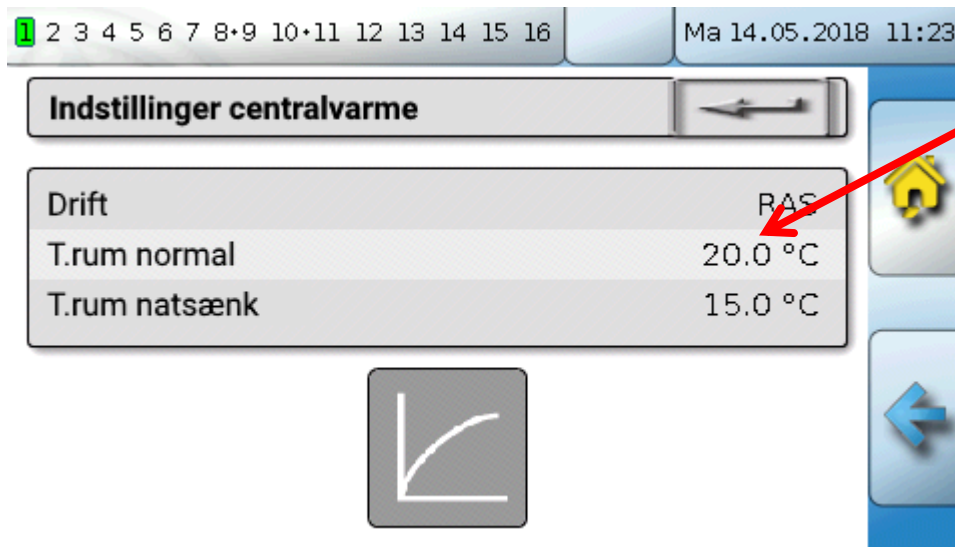 1 2 3 4 5 6 7 8•9 10•11 12 13 14 15 16 Ma 14.05.2018 11:23
Indstillinger centralvarme
Drift RAS
T.rum normal 20.0 °C
T.rum natsænk 15.0 °C